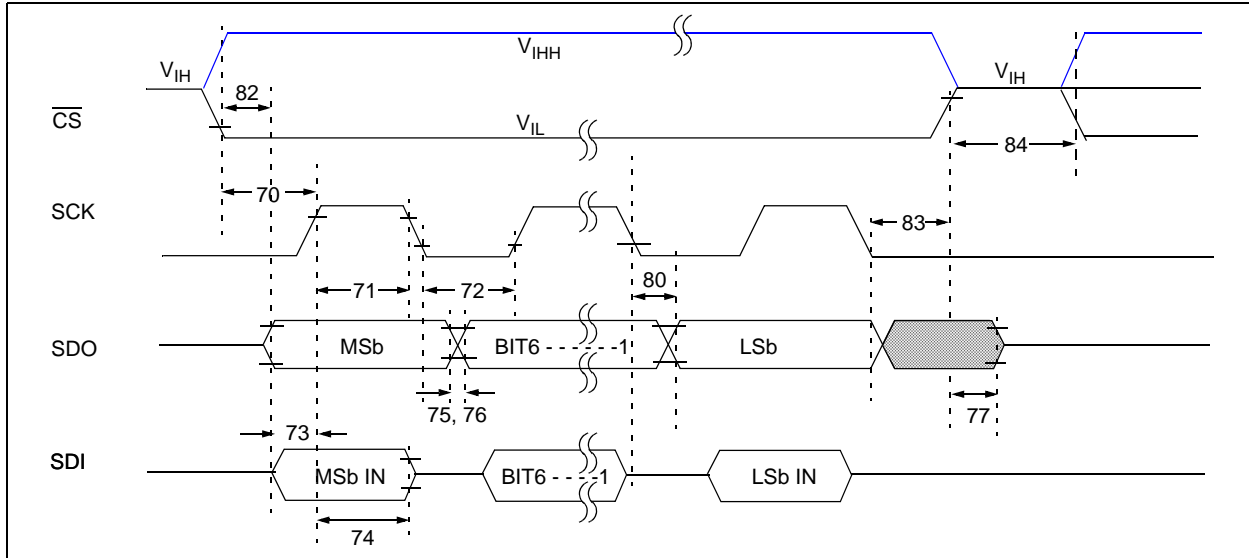 V_IHH
V_IH
V_IH
82
CS
V_IL
84
70
SCK
83
80
71
72
SDO
MSb
BIT6 - - - - - - -1
LSb
75, 76
77
73
SDI
MSb IN
BIT6 - - - - -1
LSb IN
74